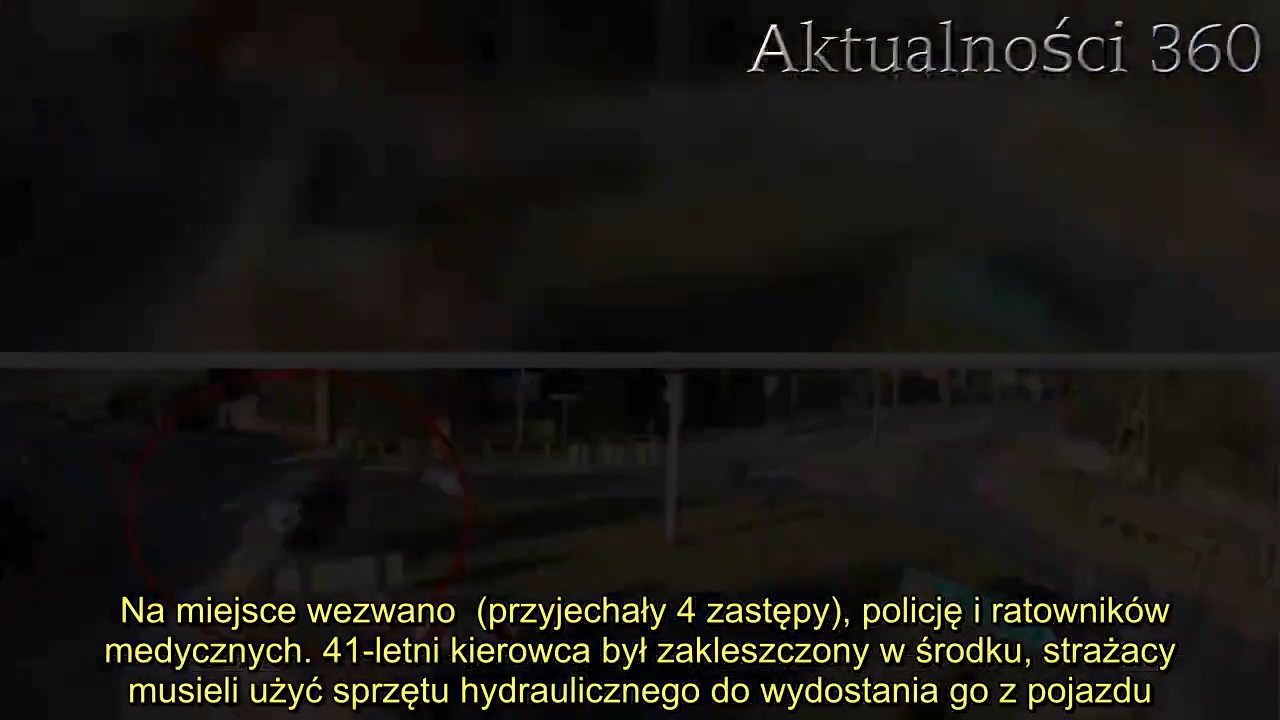 Aktualności 360
Na miejsce wezwano  (przyjechały 4 zastępy), policję i ratowników
medycznych. 41-letni kierowca był zakleszczony w środku, strażacy
musieli użyć sprzętu hydraulicznego do wydostania go z pojazdu